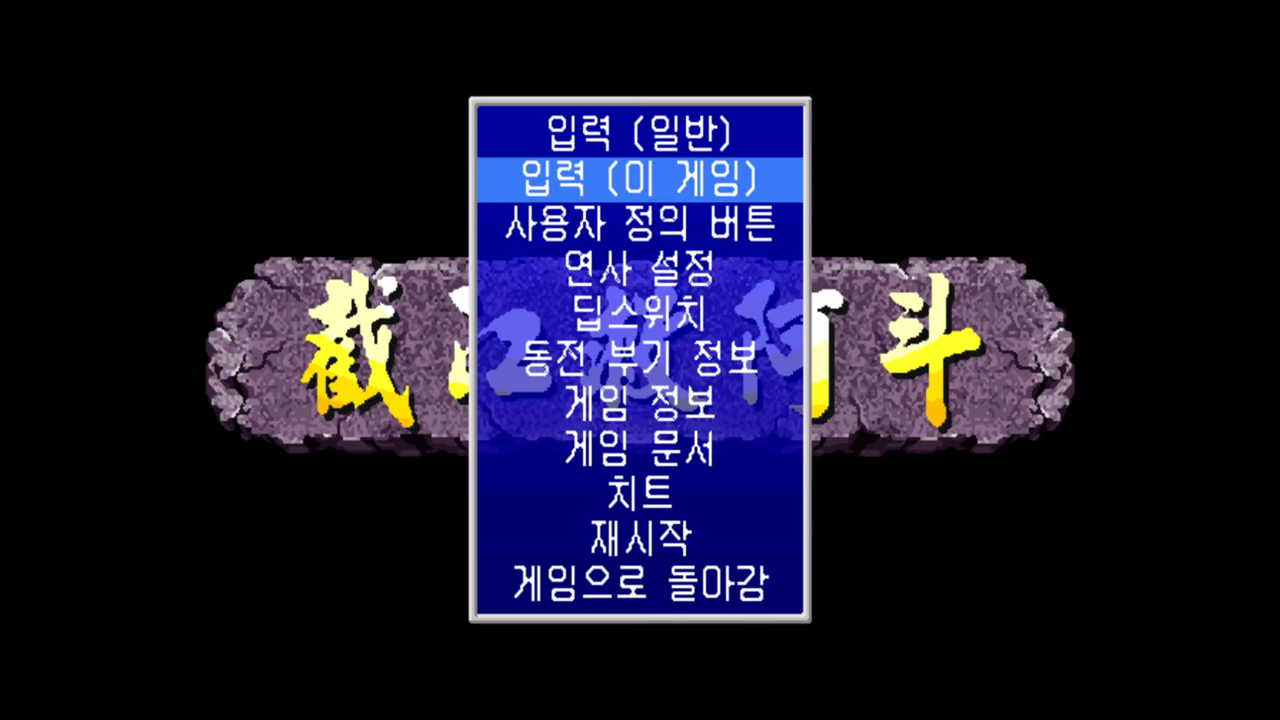 입력 (일반)
입력 (이 게임)
사용자 정의 버튼
연사 설정
딥스위치
동전 부기 정보
게임 정보
게임 문서
치트
재시작
게임으로 돌아감
截 斗